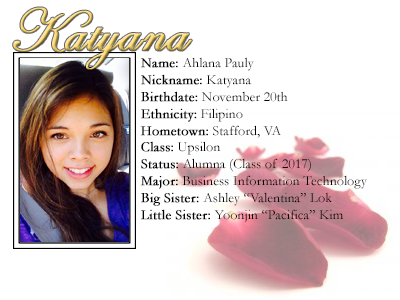 Katyana
Name: Ahlana Pauly
Nickname: Katyana
Birthdate: November 20th
Ethnicity: Filipino
Hometown: Stafford, VA
Class: Upsilon
Status: Alumna (Class of 2017)
Major: Business Information Technology
Big Sister: Ashley “Valentina” Lok
Little Sister: Yoonjin “Pacifica” Kim